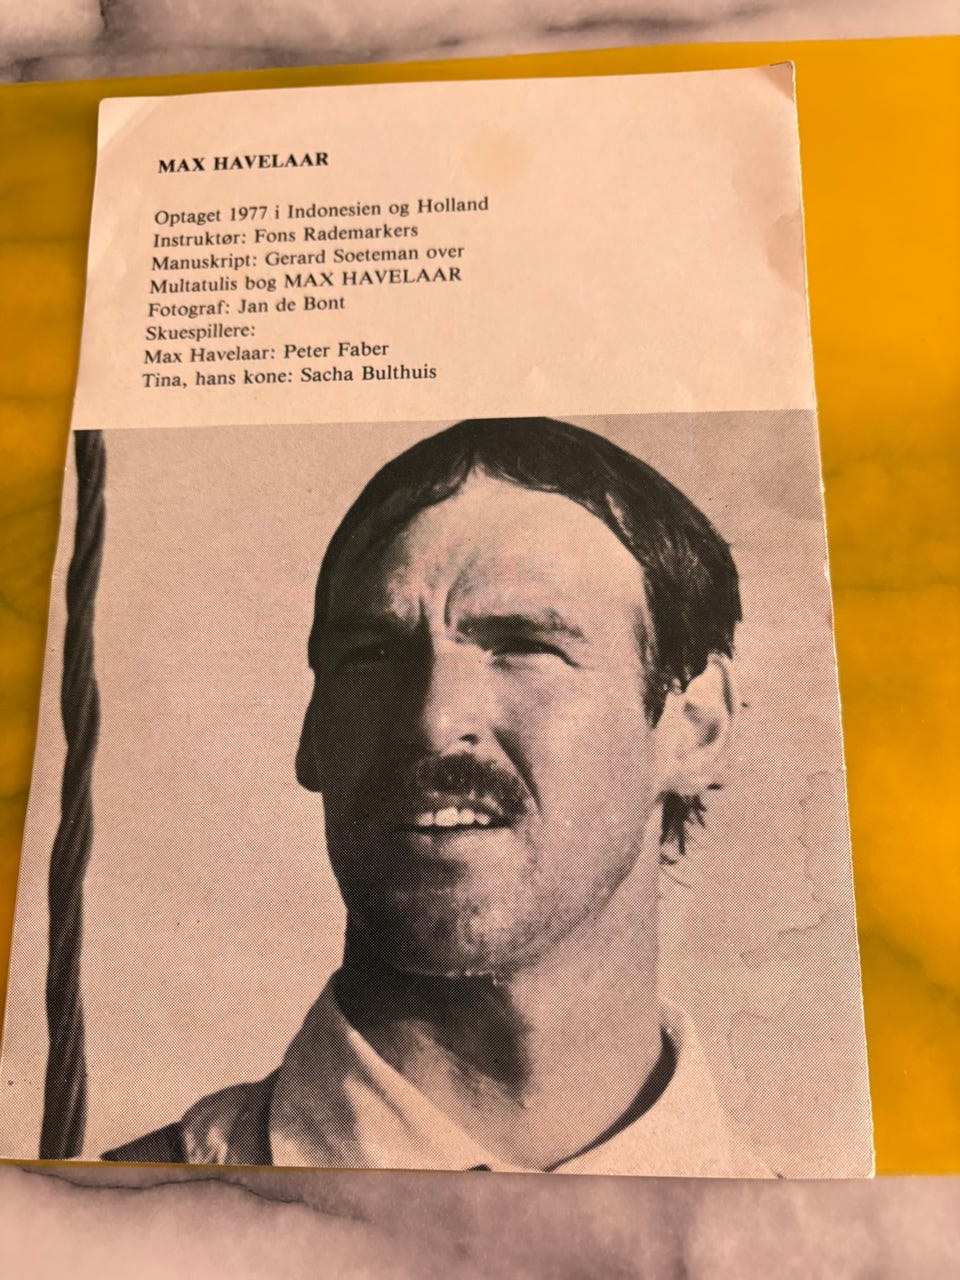 MAX HAVELAAR
Optaget 1977 i Indonesien og Holland
Instruktør: Fons Rademarkers
Manuskript: Gerard Soeteman over
Multatulis bog MAX HAVELAAR
Fotograf: Jan de Bont
Skuespillere:
Max Havelaar: Peter Faber
Tina, hans kone: Sacha Bulthuis